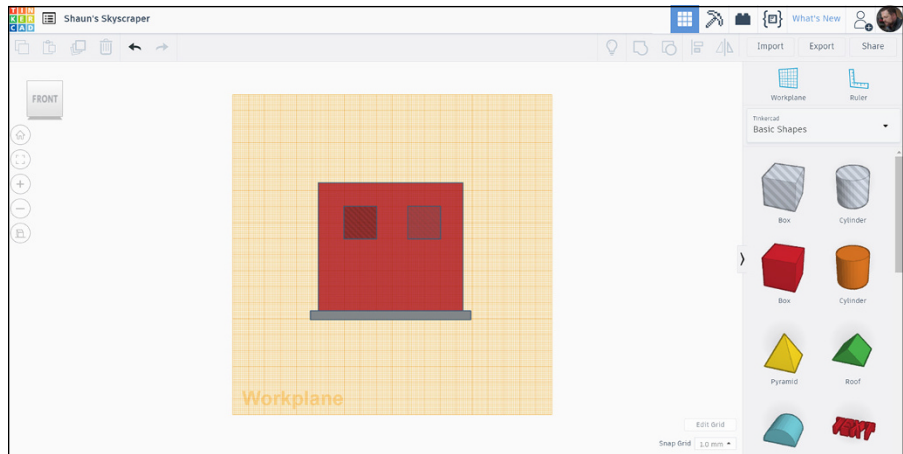 TIN
KER
CAD
Shaun's Skyscraper
What's New
Import
Export
Share
FRONT
Workplane
Ruler
Tinkercad
Basic Shapes
Box
Cylinder
Box
Cylinder
Pyramid
Roof
TEXT
Workplane
Edit Grid
Snap Grid
1.0 mm